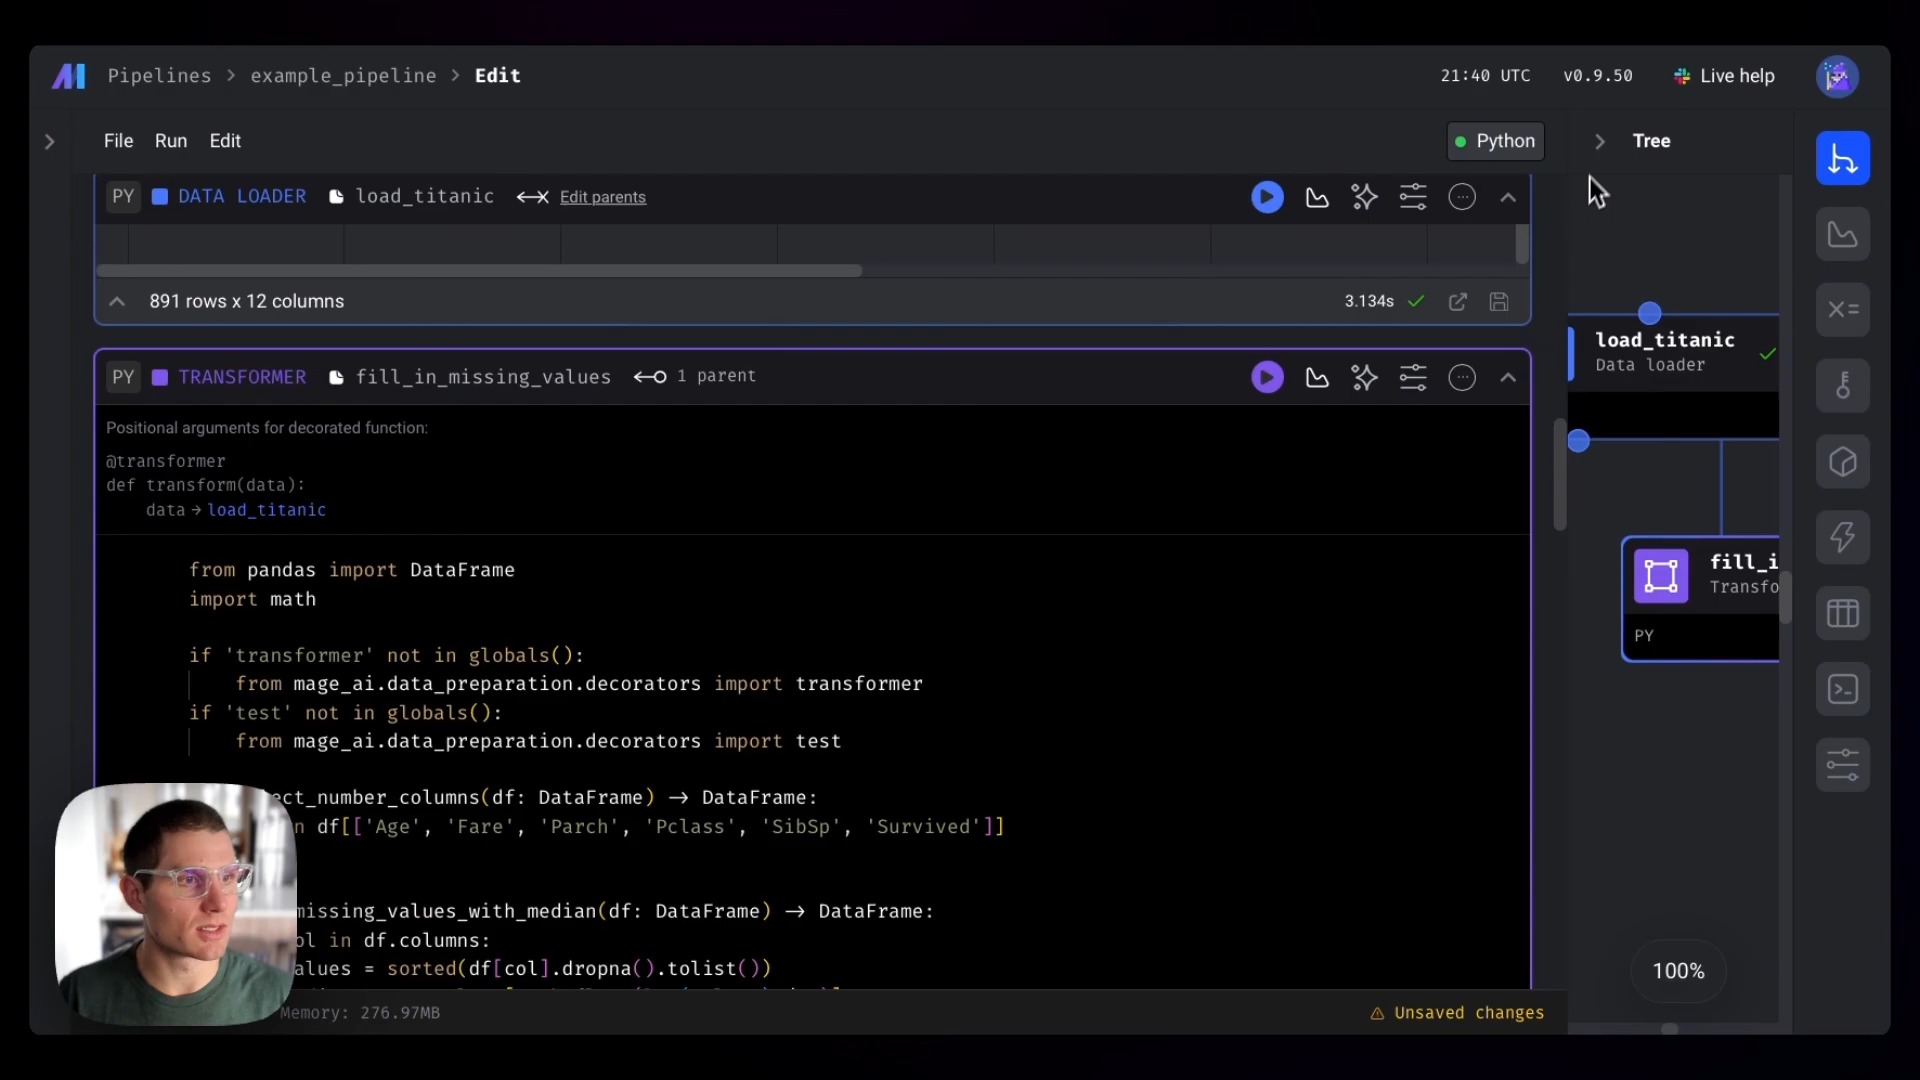 Pipelines > example_pipeline > Edit
21:40 UTC v0.9.50 Live help
File Run Edit
Python
Tree
PY DATA LOADER load_titanic Edit parents
891 rows x 12 columns
3.134s
PY TRANSFORMER fill_in_missing_values 1 parent
Positional arguments for decorated function:
@transformer
def transform(data):
data → load_titanic
from pandas import DataFrame
import math
if 'transformer' not in globals():
from mage_ai.data_preparation.decorators import transformer
if 'test' not in globals():
from mage_ai.data_preparation.decorators import test
ect_number_columns(df: DataFrame) → DataFrame:
n df[['Age', 'Fare', 'Parch', 'Pclass', 'SibSp', 'Survived']]
missing_values_with_median(df: DataFrame) → DataFrame:
ol in df.columns:
alues = sorted(df[col].dropna().tolist())
Memory: 276.97MB
Unsaved changes
load_titanic
Data loader
fill_i
Transfo
PY
100%